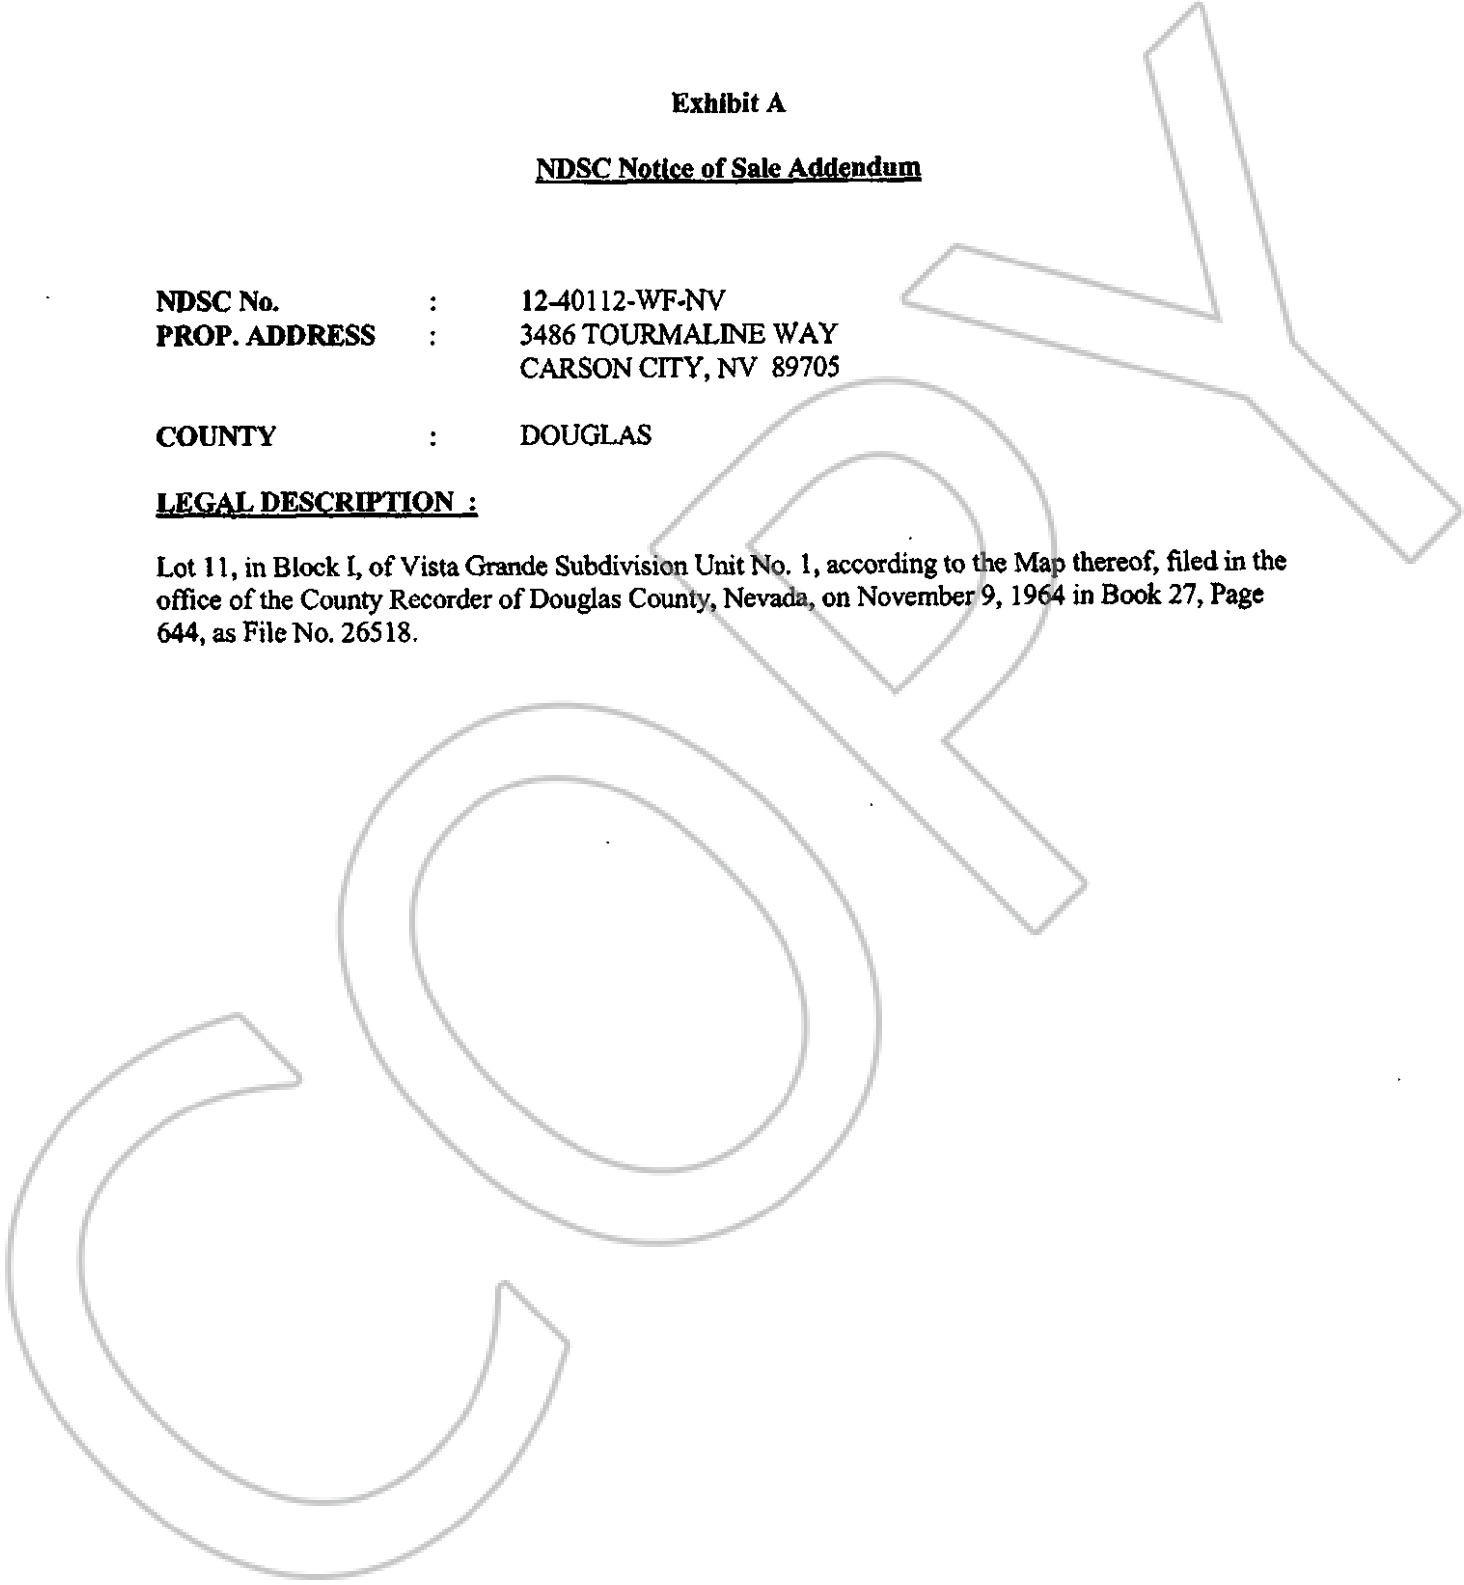 Exhibit A
NDSC Notice of Sale Addendum
NDSC No. : 12-40112-WF-NV
PROP. ADDRESS : 3486 TOURMALINE WAY
CARSON CITY, NV 89705
COUNTY : DOUGLAS
LEGAL DESCRIPTION :
Lot 11, in Block I, of Vista Grande Subdivision Unit No. 1, according to the Map thereof, filed in the
office of the County Recorder of Douglas County, Nevada, on November 9, 1964 in Book 27, Page
644, as File No. 26518.
COPY